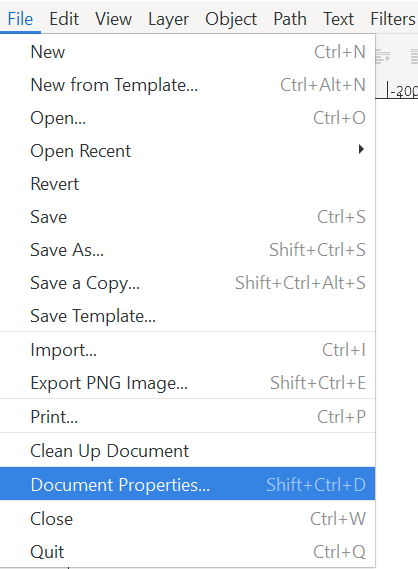 File Edit View Layer Object Path Text Filters
New Ctrl+N
New from Template... Ctrl+Alt+N
Open... Ctrl+O
Open Recent
Revert
Save Ctrl+S
Save As... Shift+Ctrl+S
Save a Copy... Shift+Ctrl+Alt+S
Save Template...
Import... Ctrl+I
Export PNG Image... Shift+Ctrl+E
Print... Ctrl+P
Clean Up Document
Document Properties... Shift+Ctrl+D
Close Ctrl+W
Quit Ctrl+Q
-200